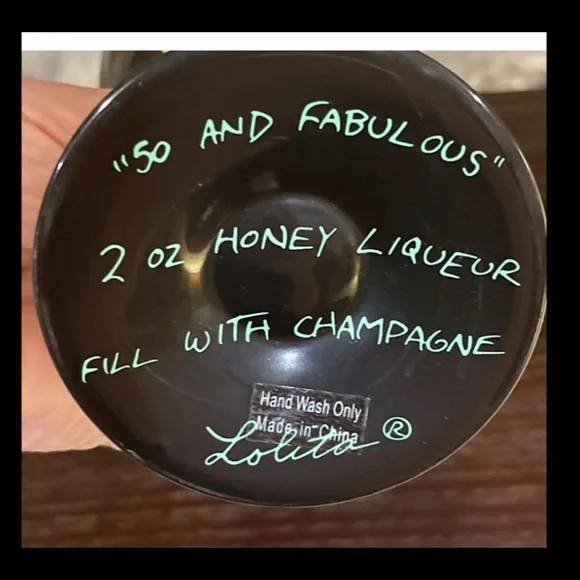 "50 AND FABULOUS"
2 OZ HONEY LIQUEUR
FILL WITH CHAMPAGNE
Hand Wash Only
Made in China
Lolita ®